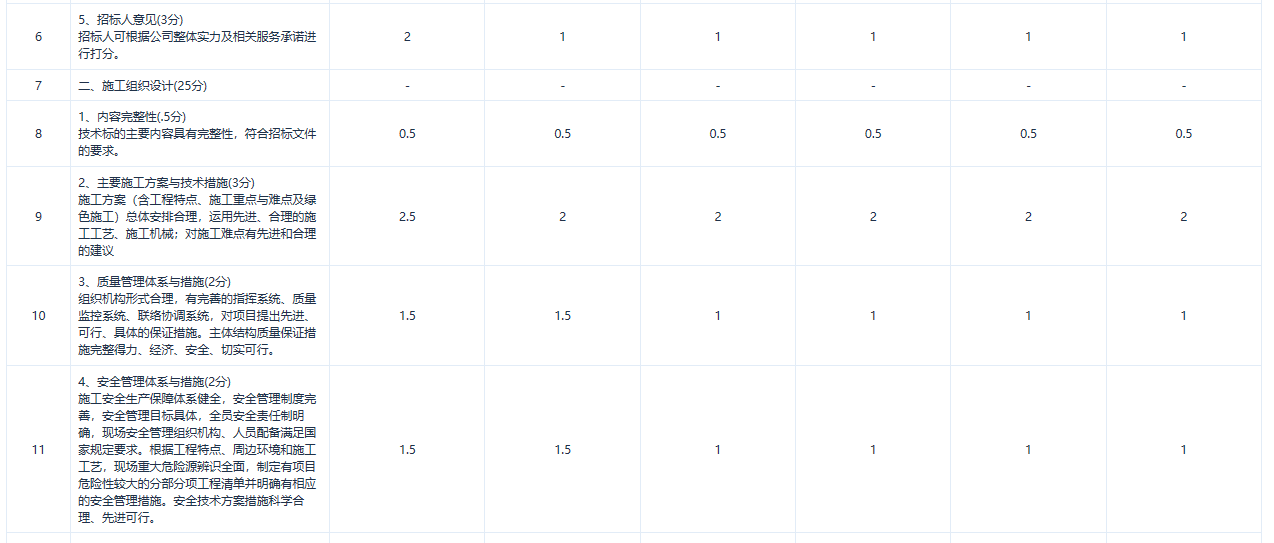 5、招标人意见(3分)
6 招标人可根据公司整体实力及相关服务承诺进 2 1 1 1 1 1
行打分。
7 二、施工组织设计(25分) - - - - - -
1、内容完整性(.5分)
8 技术标的主要内容具有完整性，符合招标文件 0.5 0.5 0.5 0.5 0.5 0.5
的要求。
2、主要施工方案与技术措施(3分)
施工方案（含工程特点、施工重点与难点及绿
9 色施工）总体安排合理，运用先进、合理的施 2.5 2 2 2 2 2
工工艺、施工机械；对施工难点有先进和合理
的建议
3、质量管理体系与措施(2分)
组织机构形式合理，有完善的指挥系统、质量
10 监控系统、联络协调系统，对项目提出先进、 1.5 1.5 1 1 1 1
可行、具体的保证措施。主体结构质量保证措
施完整得力、经济、安全、切实可行。
4、安全管理体系与措施(2分)
施工安全生产保障体系健全，安全管理制度完
善，安全管理目标具体，全员安全责任制明
确，现场安全管理组织机构、人员配备满足国
11 家规定要求。根据工程特点、周边环境和施工 1.5 1.5 1 1 1 1
工艺，现场重大危险源辨识全面，制定有项目
危险性较大的分部分项工程清单并明确有相应
的安全管理措施。安全技术方案措施科学合
理、先进可行。